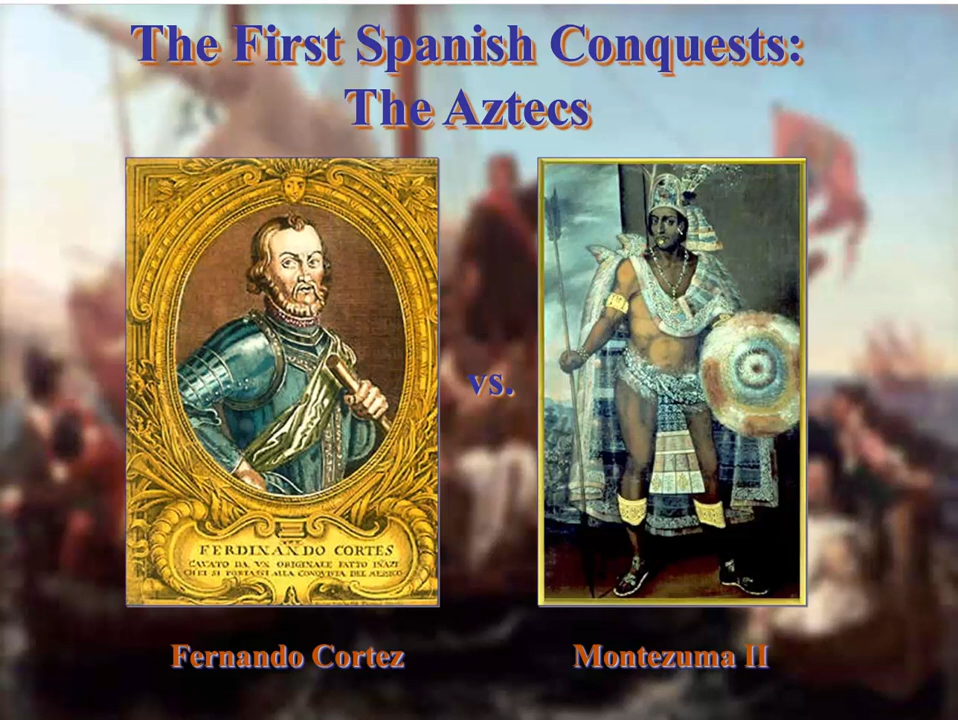 The First Spanish Conquests:
The Aztecs
vs.
FERDINANDO CORTES
CAVATO DA VN ORIGINALE FATTO INAZI
CHEI SI PORTASSI ALLA CONQVISTA DEL MESSICO
Fernando Cortez
Montezuma II